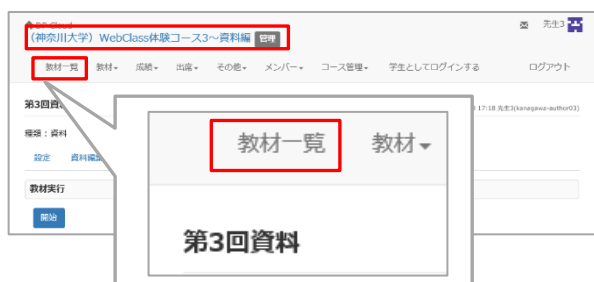 DP Cloud
先生3
(神奈川大学) WebClass体験コース3~資料編 管理
教材一覧 教材 成績 出席 その他 メンバー コース管理 学生としてログインする ログアウト
第3回資
17:18 先生3(kanagawa-author03)
種類：資料
設定 資料編集
教材実行
開始
教材一覧 教材
第3回資料